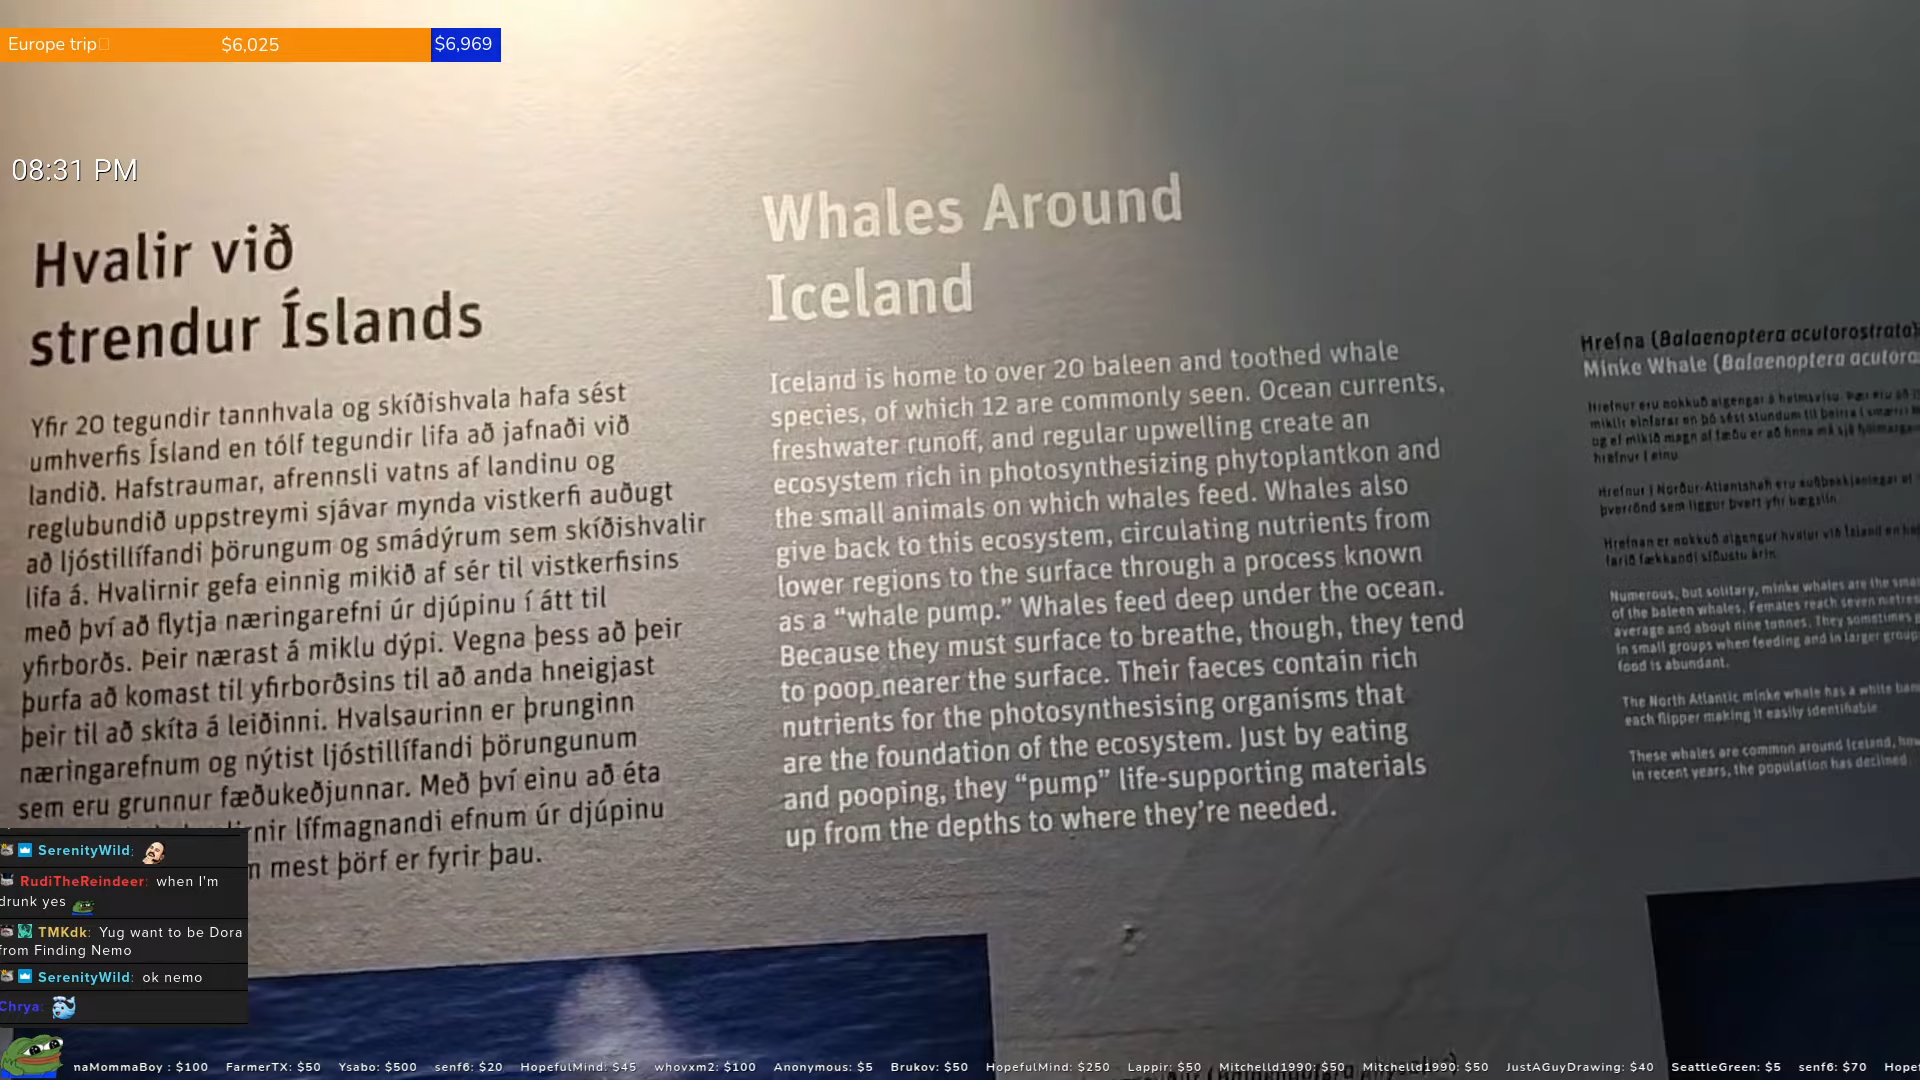 Europe trip
$6,025
$6,969
08:31 PM
Hvalir við
strendur Íslands
Yfir 20 tegundir tannhvala og skíðishvala hafa sést
umhverfis Ísland en tólf tegundir lifa að jafnaði við
landið. Hafstraumar, afrennsli vatns af landinu og
reglubundið uppstreymi sjávar mynda vistkerfi auðugt
að ljóstillífandi þörungum og smádýrum sem skíðishvalir
lifa á. Hvalirnir gefa einnig mikið af sér til vistkerfisins
með því að flytja næringarefni úr djúpinu í átt til
yfirborðs. Þeir nærast á miklu dýpi. Vegna þess að þeir
þurfa að komast til yfirborðsins til að anda hneigjast
þeir til að skíta á leiðinni. Hvalsaurinn er þrunginn
næringarefnum og nýtist ljóstillífandi þörungunum
sem eru grunnur fæðukeðjunnar. Með því einu að éta
lífmagnandi efnum úr djúpinu
mest þörf er fyrir þau.
Whales Around
Iceland
Iceland is home to over 20 baleen and toothed whale
species, of which 12 are commonly seen. Ocean currents,
freshwater runoff, and regular upwelling create an
ecosystem rich in photosynthesizing phytoplantkon and
the small animals on which whales feed. Whales also
give back to this ecosystem, circulating nutrients from
lower regions to the surface through a process known
as a “whale pump.” Whales feed deep under the ocean.
Because they must surface to breathe, though, they tend
to poop nearer the surface. Their faeces contain rich
nutrients for the photosynthesising organisms that
are the foundation of the ecosystem. Just by eating
and pooping, they “pump” life-supporting materials
up from the depths to where they’re needed.
Hrefna (Balaenoptera acutorostrata)
Minke Whale (Balaenoptera acutoro
Numerous, but solitary, minke whales are the
of the baleen whales. Females reach seven metres
average and about nine tonnes. They sometimes
in small groups when feeding and in larger
food is abundant.
The North Atlantic minke whale has a white
each flipper making it easily identifiable
These whales are common around Iceland,
in recent years, the population has declined
SerenityWild:
RudiTheReindeer: when I'm
drunk yes
TMKdk: Yug want to be Dora
from Finding Nemo
SerenityWild: ok nemo
Chrya:
naMommaBoy : $100 FarmerTX: $50 Ysabo: $500 senf6: $20 HopefulMind: $45 whovxm2: $100 Anonymous: $5 Brukov: $50 HopefulMind: $250 Lappir: $50 Mitchelld1990: $50 Mitchelld1990: $50 JustAGuyDrawing: $40 SeattleGreen: $5 senf6: $70 Hope